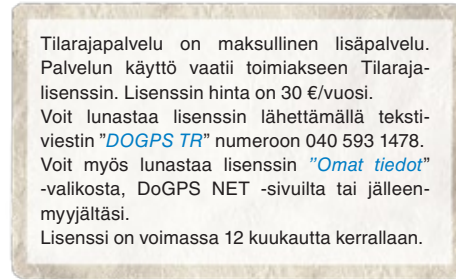 Tilarajapalvelu on maksullinen lisäpalvelu.
Palvelun käyttö vaatii toimiakseen Tilaraja-
lisenssin. Lisenssin hinta on 30 €/vuosi.
Voit lunastaa lisenssin lähettämällä teksti-
viestin "DOGPS TR" numeroon 040 593 1478.
Voit myös lunastaa lisenssin ''Omat tiedot"
-valikosta, DoGPS NET -sivuilta tai jälleen-
myyjältäsi.
Lisenssi on voimassa 12 kuukautta kerrallaan.